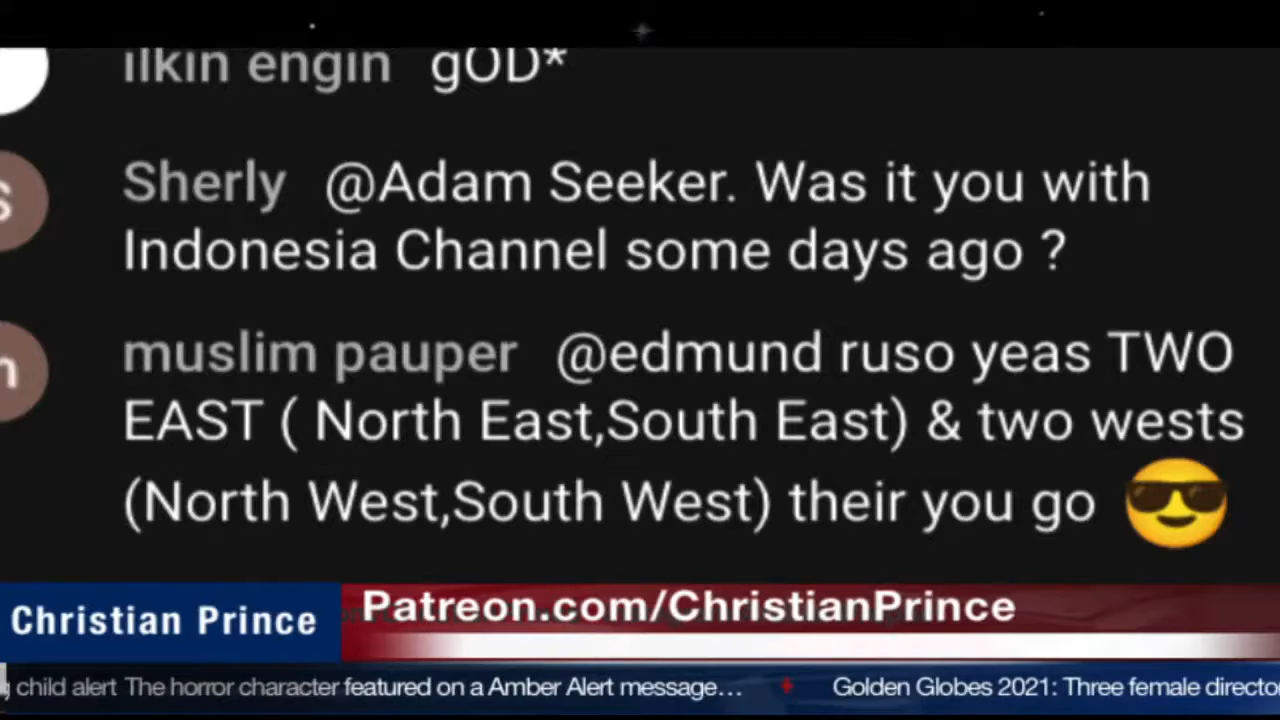 ilkin engin gOD*
Sherly @Adam Seeker. Was it you with
Indonesia Channel some days ago ?
muslim pauper @edmund ruso yeas TWO
EAST ( North East,South East) & two wests
(North West,South West) their you go 😎
Christian Prince
Patreon.com/ChristianPrince
child alert The horror character featured on a Amber Alert message… Golden Globes 2021: Three female